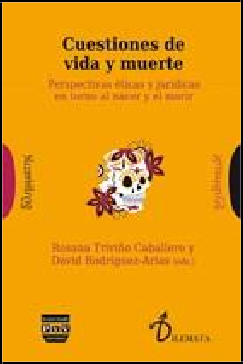 Cuestiones de
vida y muerte
Perspectivas éticas y jurídicas
en torno al nacer y el morir
Rosana Triviño Caballero y
David Rodríguez-Arias (eds.)
DILEMATA